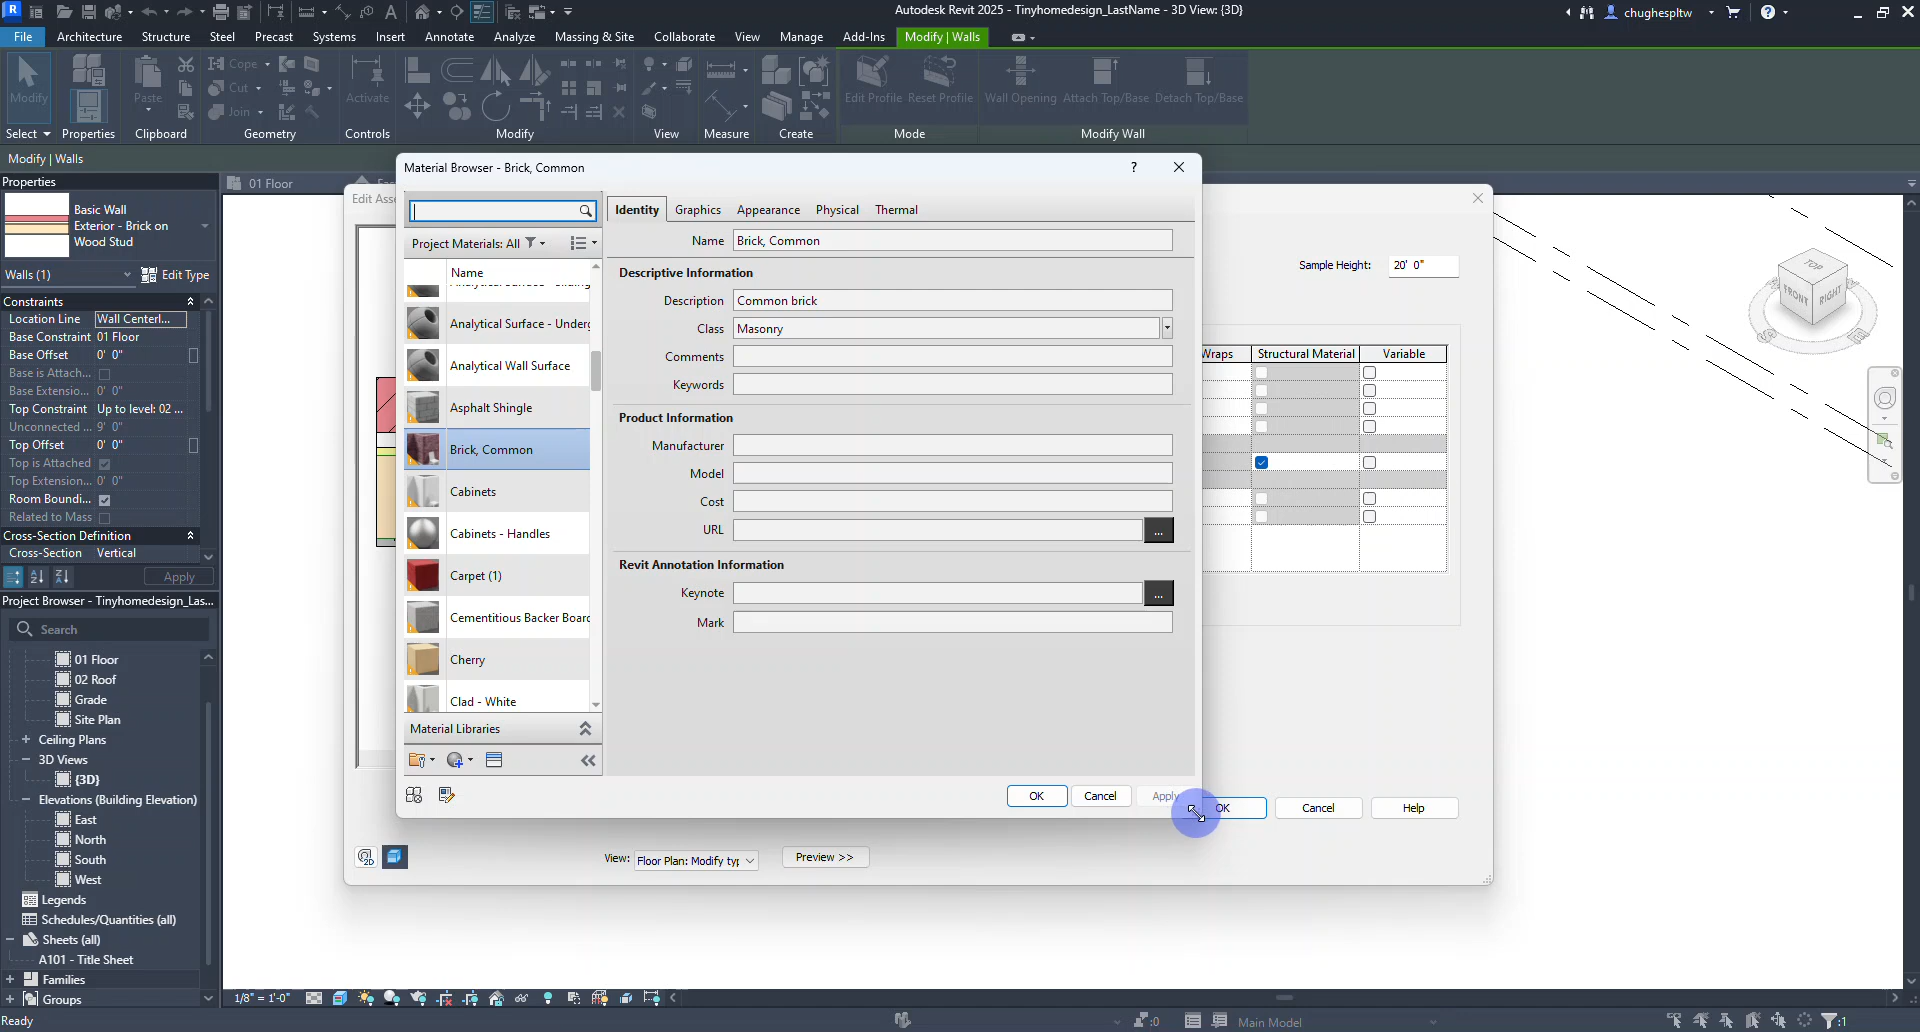 Autodesk Revit 2025 - Tinyhomedesign_LastName - 3D View: {3D}
chughespltw
File Architecture Structure Steel Precast Systems Insert Annotate Analyze Massing & Site Collaborate View Manage Add-Ins Modify | Walls
Modify
Paste
Cope
Cut
Join
Activate
Edit Profile Reset Profile Wall Opening Attach Top/Base Detach Top/Base
Select Properties Clipboard Geometry Controls Modify View Measure Create Mode Modify Wall
Modify | Walls
Properties
Basic Wall
Exterior - Brick on
Wood Stud
Walls (1)
Edit Type
Constraints
Location Line Wall Centerl...
Base Constraint 01 Floor
Base Offset 0' 0"
Base is Attach...
Base Extensio... 0' 0"
Top Constraint Up to level: 02 ...
Unconnected ... 9' 0"
Top Offset 0' 0"
Top is Attached
Top Extension... 0' 0"
Room Boundi...
Related to Mass
Cross-Section Definition
Cross-Section Vertical
Apply
Project Browser - Tinyhomedesign_Las...
Search
01 Floor
02 Roof
Grade
Site Plan
Ceiling Plans
3D Views
{3D}
Elevations (Building Elevation)
East
North
South
West
Legends
Schedules/Quantities (all)
Sheets (all)
A101 - Title Sheet
Families
Groups
Ready
01 Floor
Edit Ass
Material Browser - Brick, Common
?
Project Materials: All
Name
Analytical Surface - Underg
Analytical Wall Surface
Asphalt Shingle
Brick, Common
Cabinets
Cabinets - Handles
Carpet (1)
Cementitious Backer Board
Cherry
Clad - White
Material Libraries
Identity Graphics Appearance Physical Thermal
Name Brick, Common
Descriptive Information
Description Common brick
Class Masonry
Comments
Keywords
Product Information
Manufacturer
Model
Cost
URL ...
Revit Annotation Information
Keynote ...
Mark
OK Cancel Apply
Sample Height: 20' 0"
Wraps Structural Material Variable
OK Cancel Help
View: Floor Plan: Modify typ
Preview >>
TOP
FRONT
RIGHT
1/8" = 1'-0"
:0
Main Model
:1